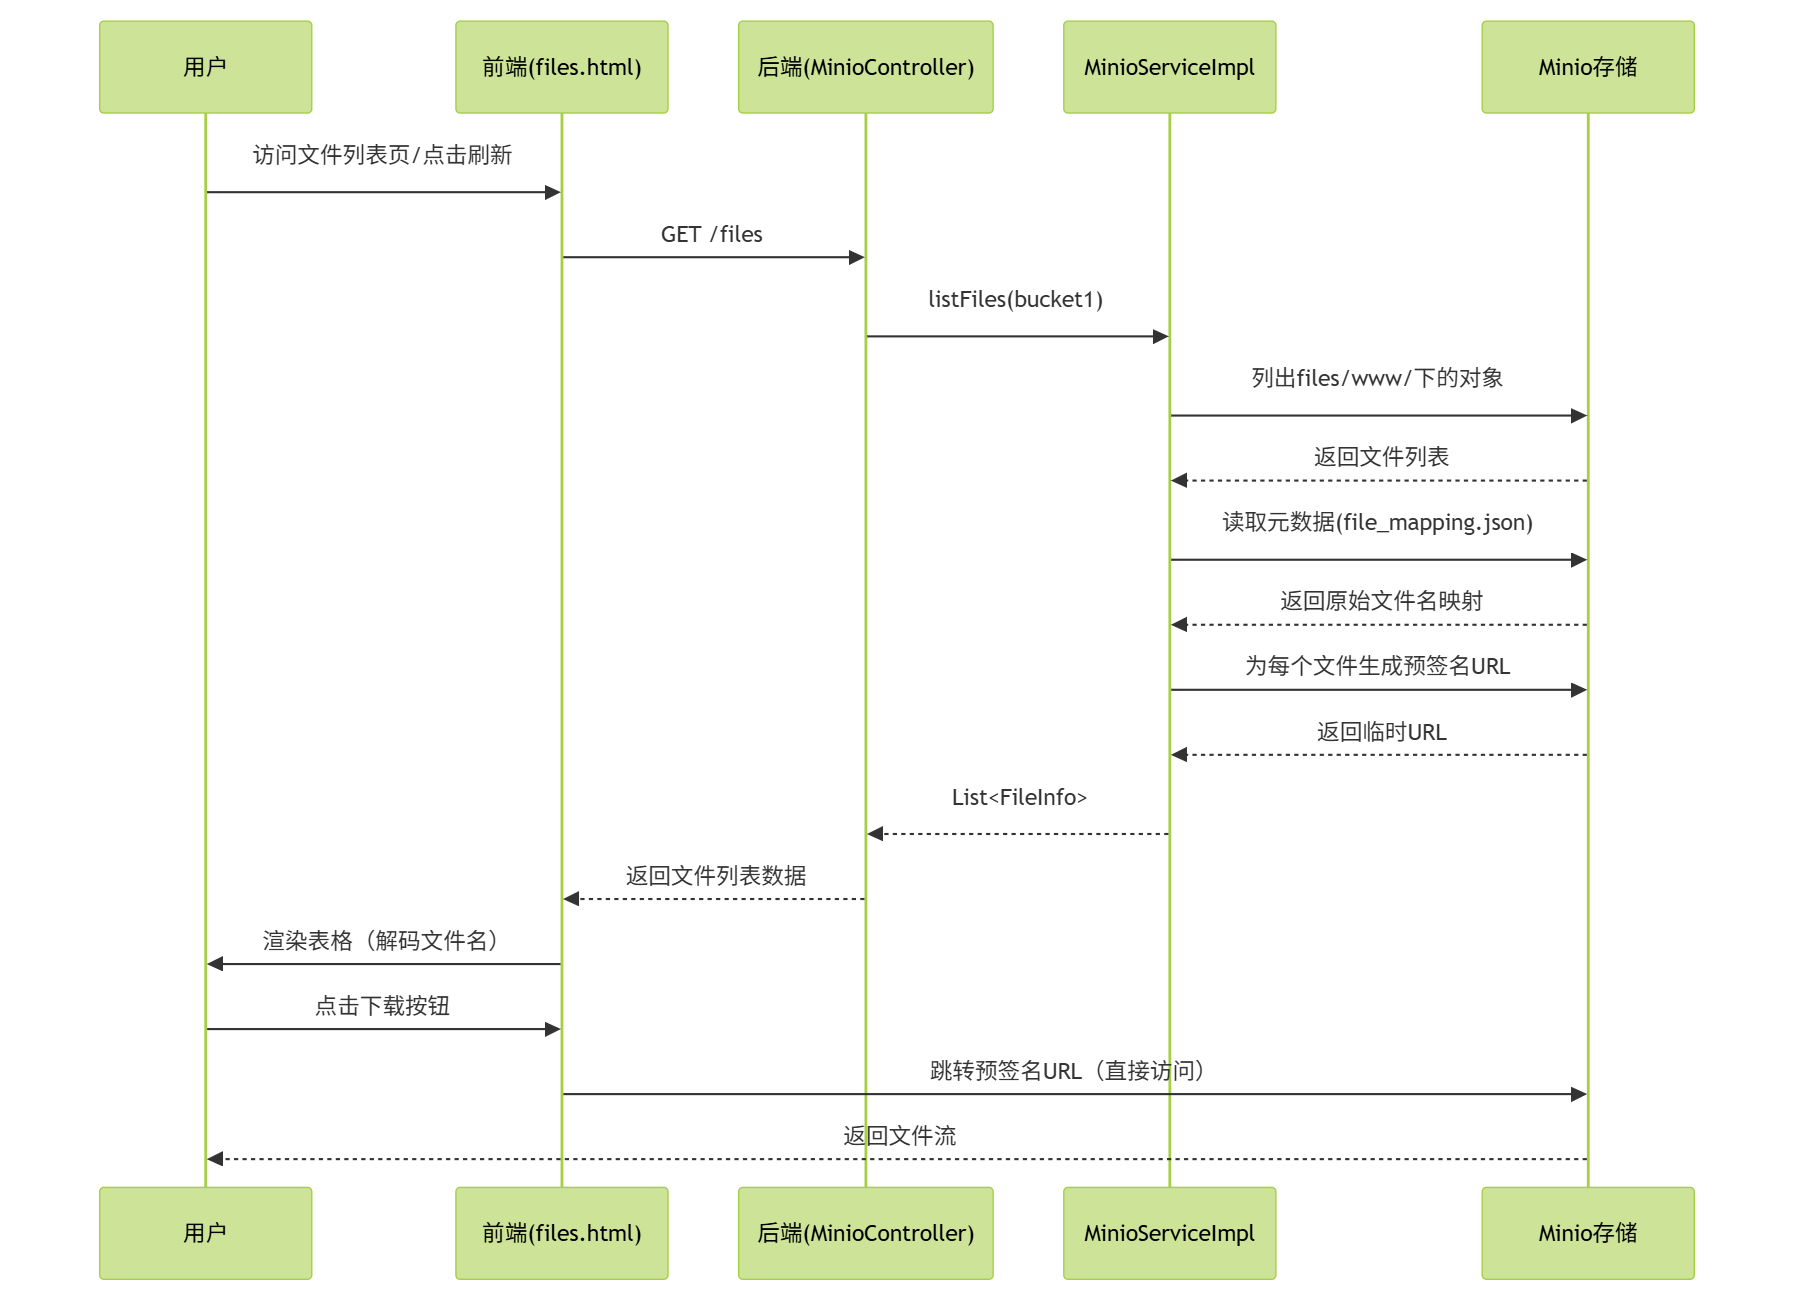 用户
前端(files.html)
后端(MinioController)
MinioServiceImpl
Minio存储
访问文件列表页/点击刷新
GET /files
listFiles(bucket1)
列出files/www/下的对象
返回文件列表
读取元数据(file_mapping.json)
返回原始文件名映射
为每个文件生成预签名URL
返回临时URL
List<FileInfo>
返回文件列表数据
渲染表格（解码文件名）
点击下载按钮
跳转预签名URL（直接访问）
返回文件流
用户
前端(files.html)
后端(MinioController)
MinioServiceImpl
Minio存储